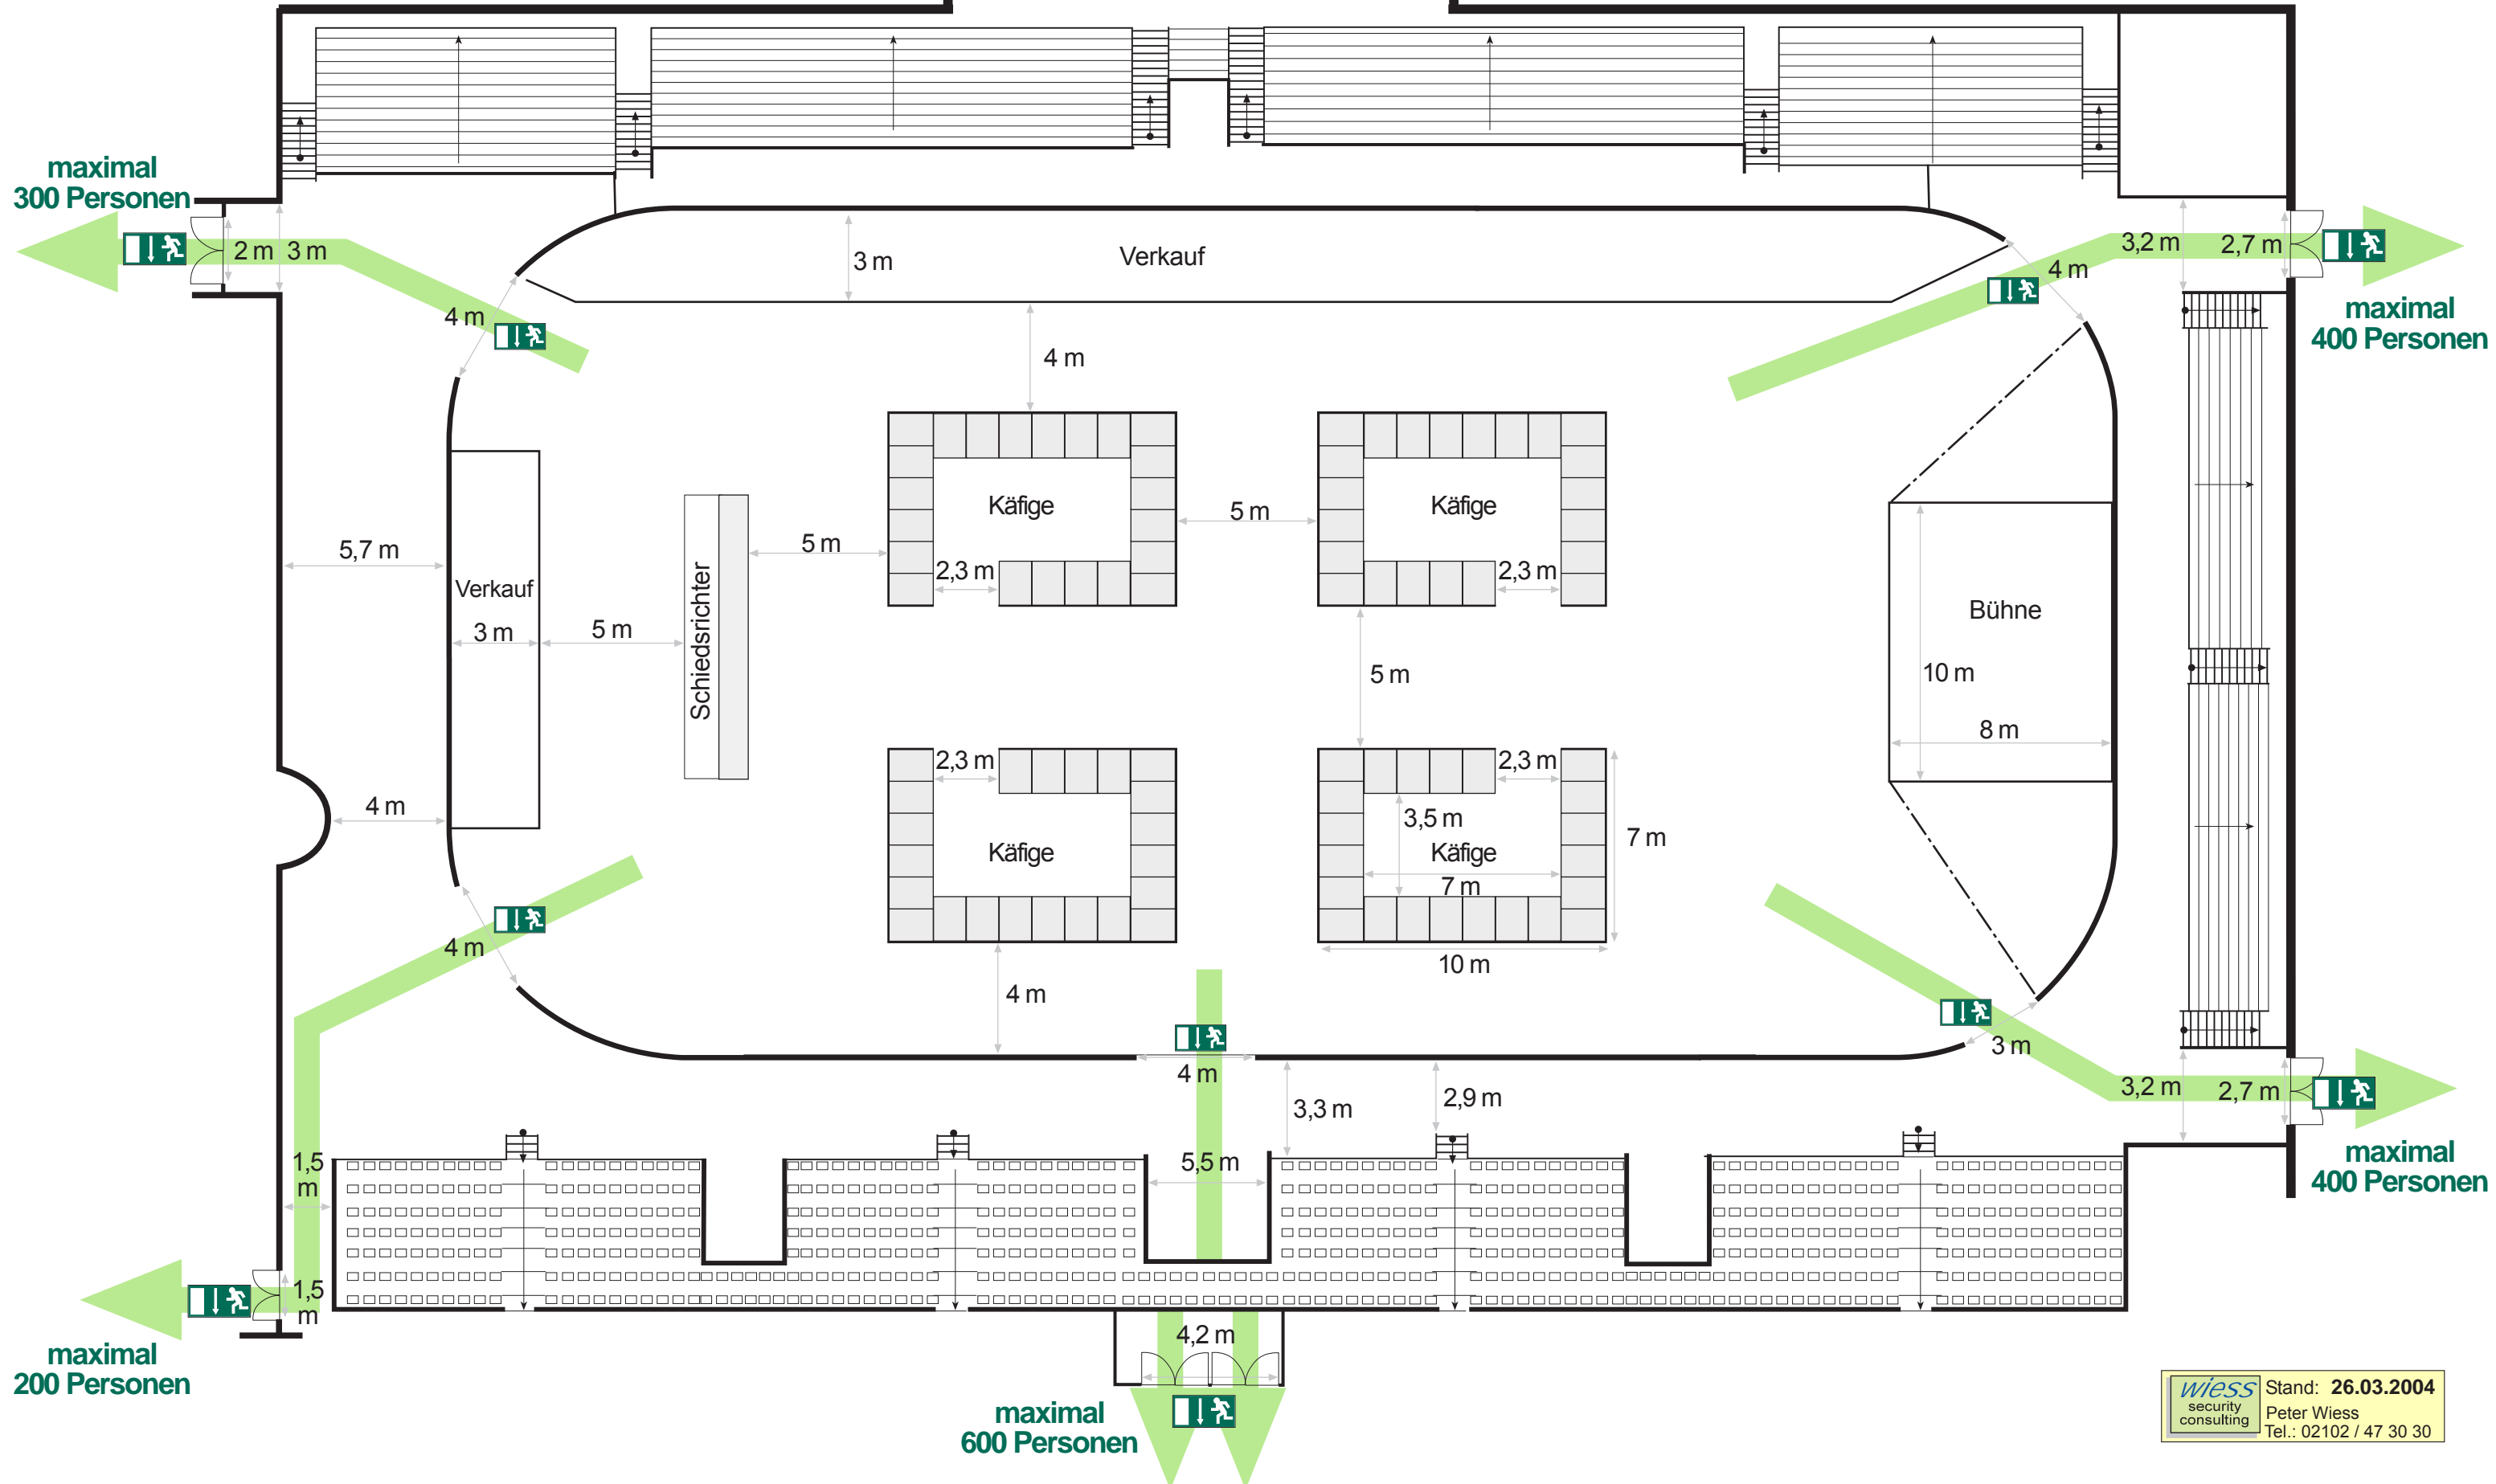 maximal
300 Personen
2 m
3 m
4 m
3 m
Verkauf
4 m
3,2 m
2,7 m
4 m
maximal
400 Personen
5,7 m
Verkauf
3 m
5 m
Schiedsrichter
5 m
Käfige
2,3 m
5 m
Käfige
2,3 m
5 m
Bühne
10 m
8 m
4 m
4 m
2,3 m
Käfige
2,3 m
3,5 m
Käfige
7 m
7 m
10 m
4 m
4 m
3,3 m
2,9 m
3 m
3,2 m
2,7 m
maximal
400 Personen
1,5
m
5,5 m
1,5
m
maximal
200 Personen
4,2 m
maximal
600 Personen
wiess
security
consulting
Stand: 26.03.2004
Peter Wiess
Tel.: 02102 / 47 30 30